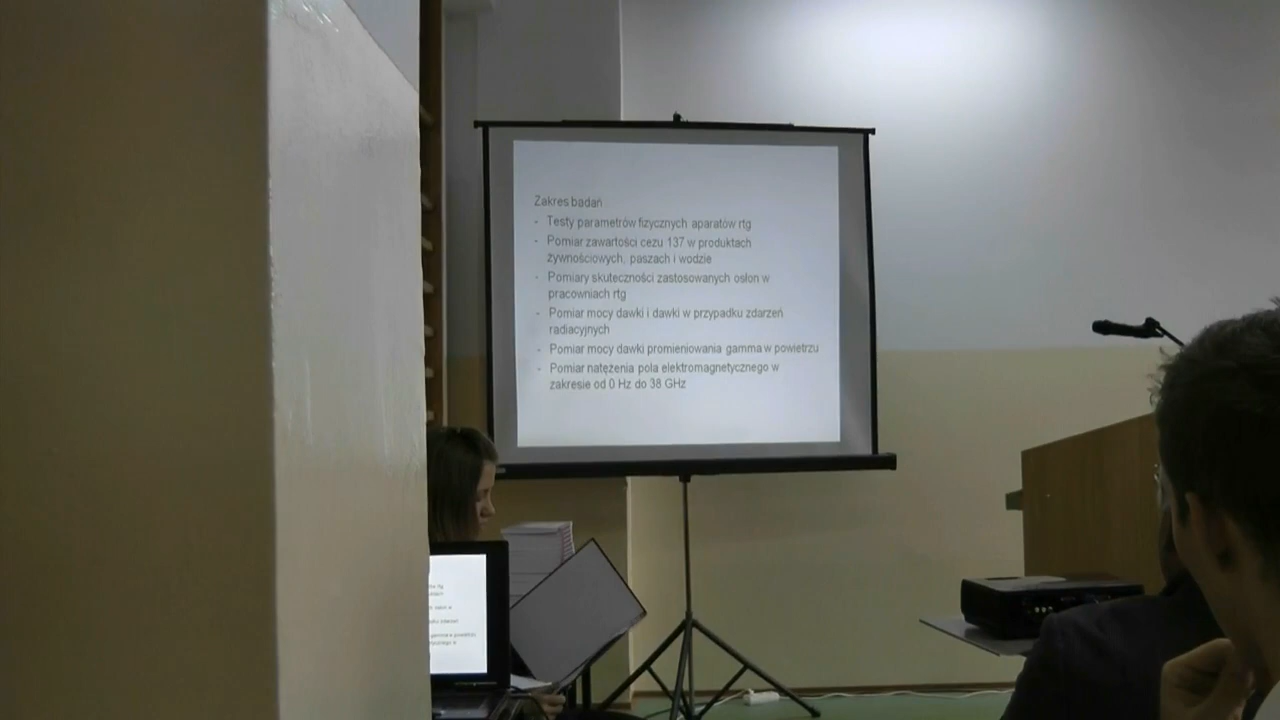 Zakres badań
- Testy parametrów fizycznych aparatów rtg
- Pomiar zawartości cezu 137 w produktach
żywnościowych, paszach i wodzie
- Pomiary skuteczności zastosowanych osłon w
pracowniach rtg
- Pomiar mocy dawki i dawki w przypadku zdarzeń
radiacyjnych
- Pomiar mocy dawki promieniowania gamma w powietrzu
- Pomiar natężenia pola elektromagnetycznego w
zakresie od 0 Hz do 38 GHz